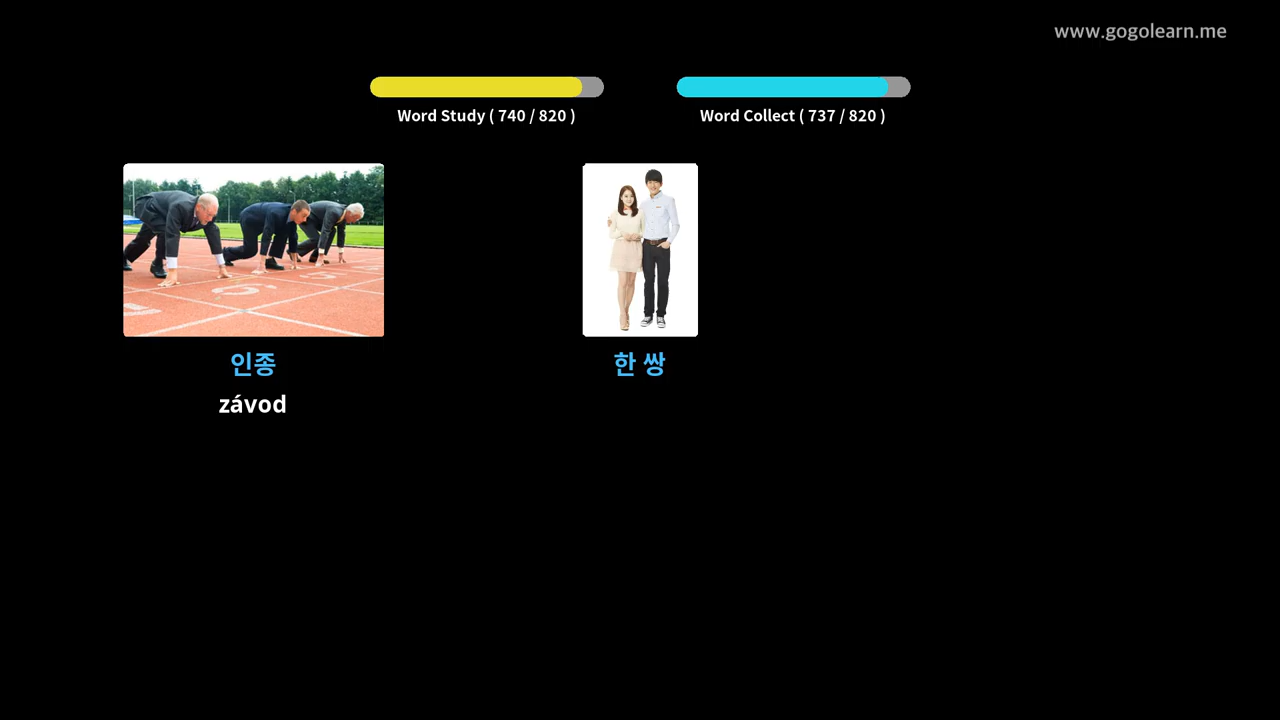 www.gogolearn.me
Word Study ( 740 / 820 )
Word Collect ( 737 / 820 )
인종
závod
한 쌍